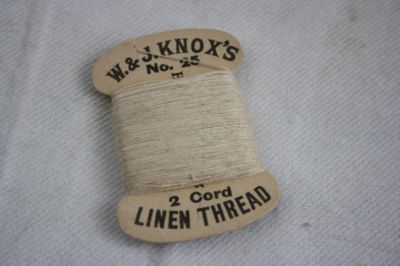 W. & J. KNOX'S
No. 25
E
2 Cord
LINEN THREAD